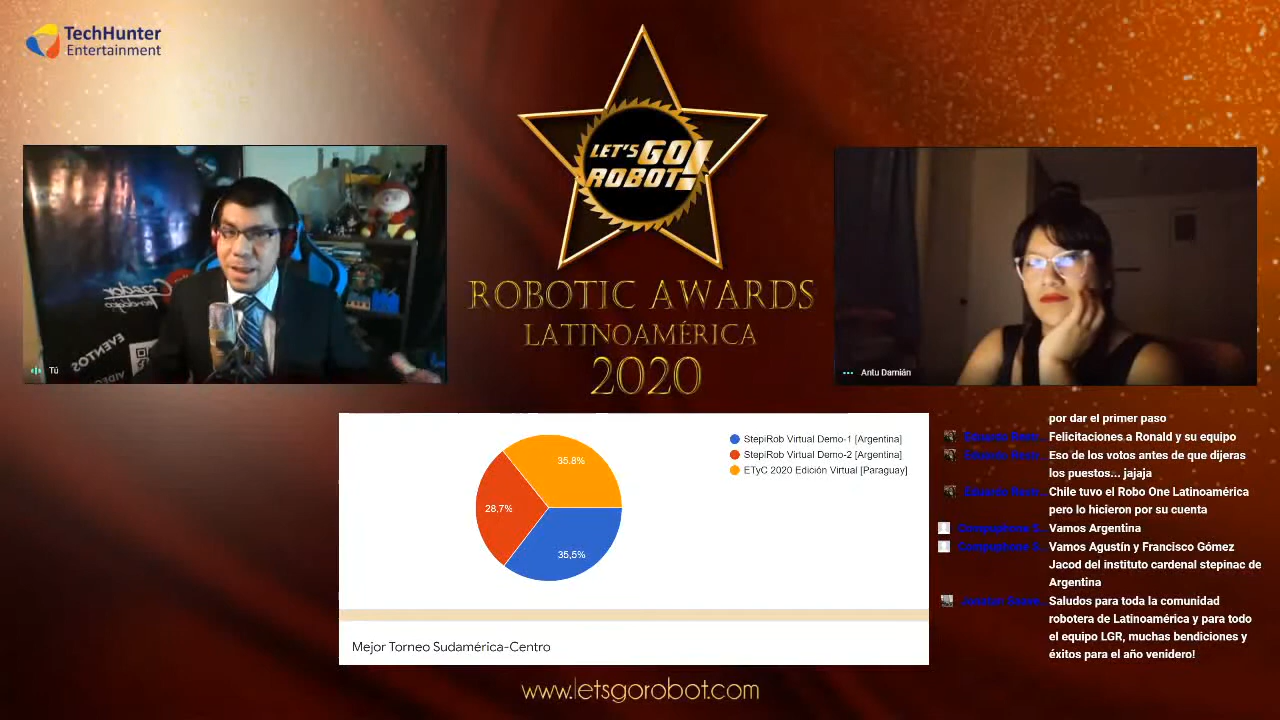 TechHunter
Entertainment
LET'S GO!
ROBOT!
ROBOTIC AWARDS
LATINOAMÉRICA
2020
Corredor
Tecnológico
EVENTOS
Tú
Antu Damián
35.8%
28,7%
35,5%
StepiRob Virtual Demo-1 [Argentina]
StepiRob Virtual Demo-2 [Argentina]
ETyC 2020 Edición Virtual [Paraguay]
Mejor Torneo Sudamérica-Centro
por dar el primer paso
Felicitaciones a Ronald y su equipo
Eso de los votos antes de que dijeras
los puestos... jajaja
Chile tuvo el Robo One Latinoamérica
pero lo hicieron por su cuenta
Vamos Argentina
Vamos Agustín y Francisco Gómez
Jacod del instituto cardenal stepinac de
Argentina
Saludos para toda la comunidad
robotera de Latinoamérica y para todo
el equipo LGR, muchas bendiciones y
éxitos para el año venidero!
www.letsgorobot.com